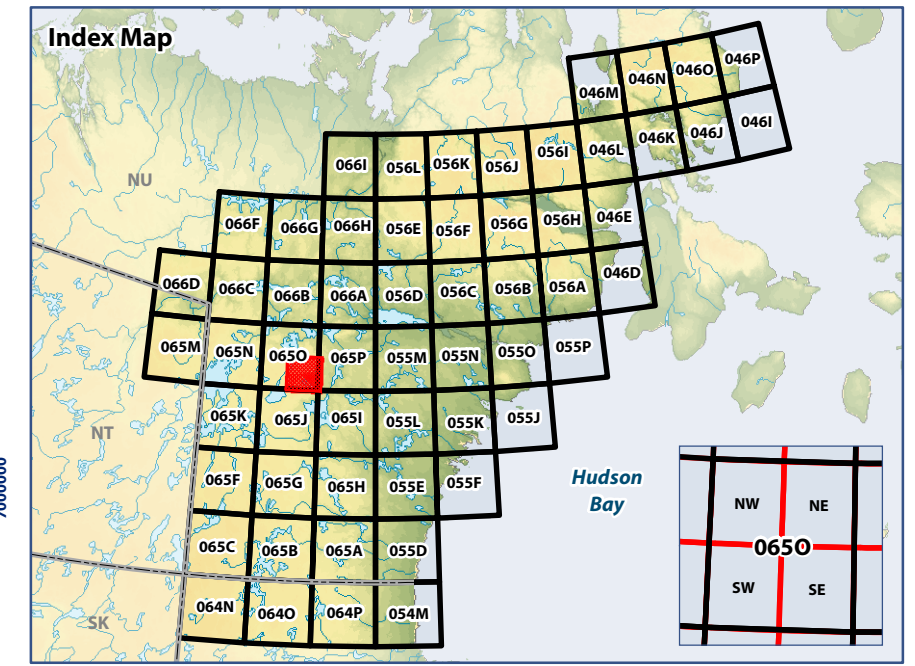 Index Map
046M 046N 046O 046P
046L 046K 046J 046I
066I 056L 056K 056J 056I
NU
066F 066G 066H 056E 056F 056G 056H 046E
066D 066C 066B 066A 056D 056C 056B 056A 046D
065M 065N 065O 065P 055M 055N 055O 055P
NT
065K 065J 065I 055L 055K 055J
065F 065G 065H 055E 055F
Hudson
Bay
065C 065B 065A 055D
SK
064N 064O 064P 054M
NW NE
065O
SW SE